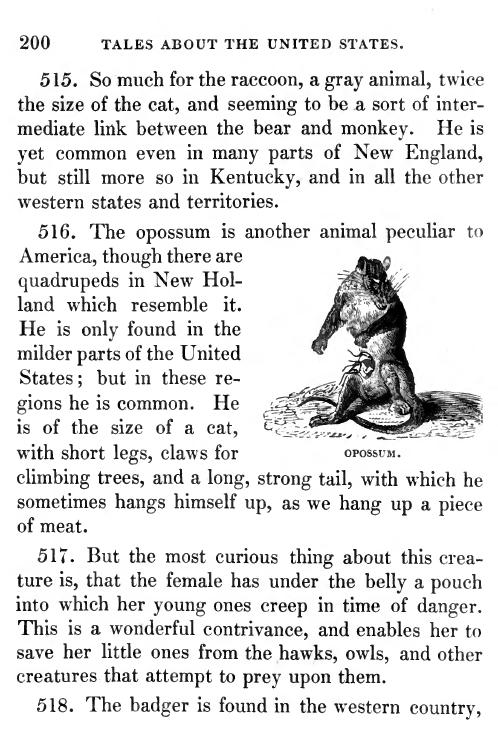 200 TALES ABOUT THE UNITED STATES.
515. So much for the raccoon, a gray animal, twice
the size of the cat, and seeming to be a sort of inter-
mediate link between the bear and monkey. He is
yet common even in many parts of New England,
but still more so in Kentucky, and in all the other
western states and territories.
516. The opossum is another animal peculiar to
America, though there are
quadrupeds in New Hol-
land which resemble it.
He is only found in the
milder parts of the United
States; but in these re-
gions he is common. He
is of the size of a cat,
with short legs, claws for
OPOSSUM.
climbing trees, and a long, strong tail, with which he
sometimes hangs himself up, as we hang up a piece
of meat.
517. But the most curious thing about this crea-
ture is, that the female has under the belly a pouch
into which her young ones creep in time of danger.
This is a wonderful contrivance, and enables her to
save her little ones from the hawks, owls, and other
creatures that attempt to prey upon them.
518. The badger is found in the western country,